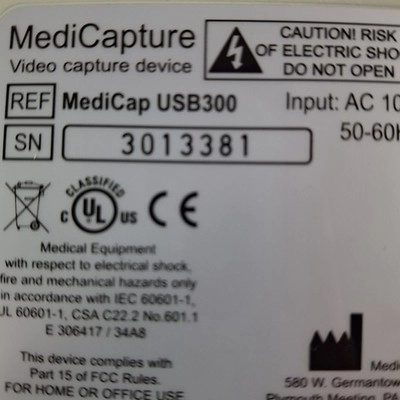 MediCapture
Video capture device
CAUTION! RISK
OF ELECTRIC SHO
DO NOT OPEN
REF MediCap USB300
Input: AC 10
SN 3013381
50-60H
CLASSIFIED
C UL US CE
Medical Equipment
with respect to electrical shock,
fire and mechanical hazards only
in accordance with IEC 60601-1,
UL 60601-1, CSA C22.2 No.601.1
E 306417 / 34A8
This device complies with
Part 15 of FCC Rules.
FOR HOME OR OFFICE USE
Medi
580 W. Germantow
Plymouth Meeting, PA